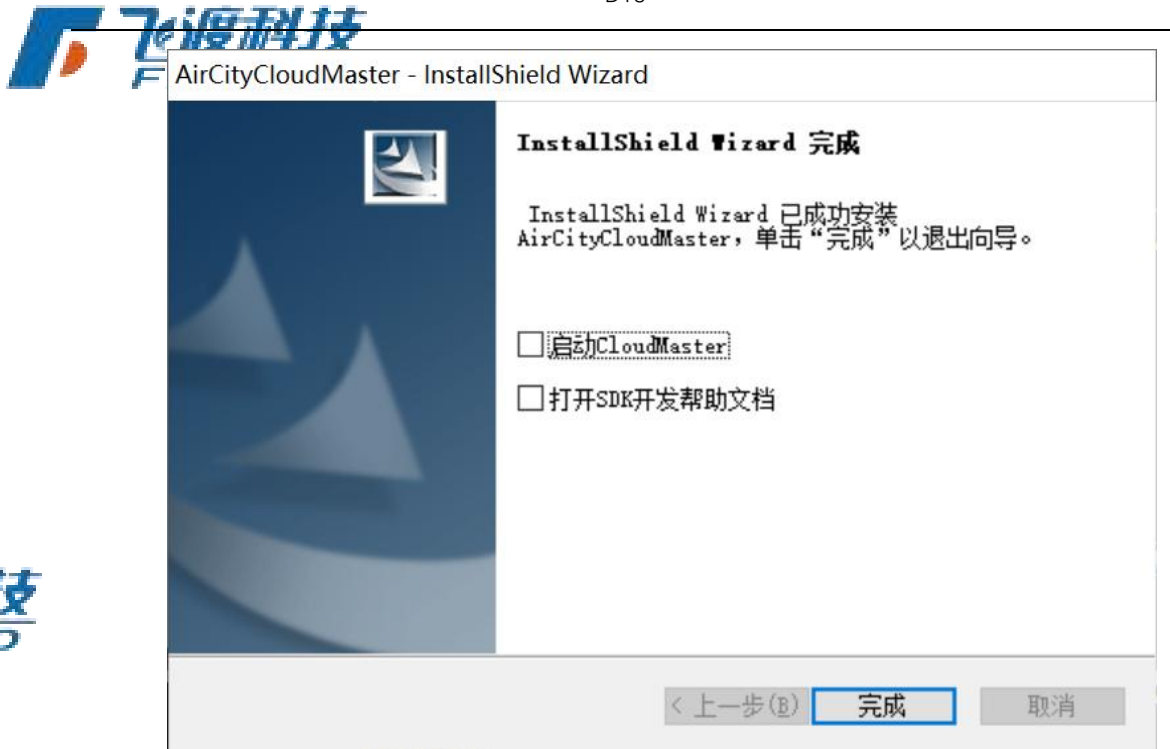 飞渡科技
AirCityCloudMaster - InstallShield Wizard
InstallShield Wizard 完成
InstallShield Wizard 已成功安装
AirCityCloudMaster，单击“完成”以退出向导。
启动CloudMaster
打开SDK开发帮助文档
技
< 上一步(B)
完成
取消